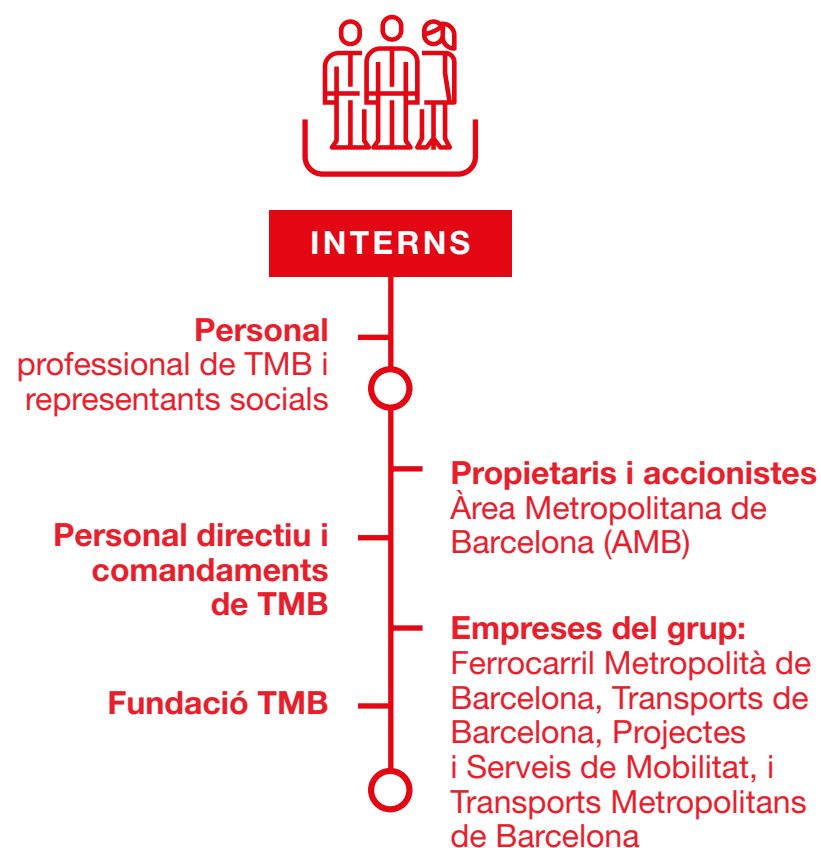 INTERNS
Personal
professional de TMB i
representants socials
Propietaris i accionistes
Àrea Metropolitana de
Barcelona (AMB)
Personal directiu i
comandaments
de TMB
Empreses del grup:
Ferrocarril Metropolità de
Barcelona, Transports de
Barcelona, Projectes
i Serveis de Mobilitat, i
Transports Metropolitans
de Barcelona
Fundació TMB